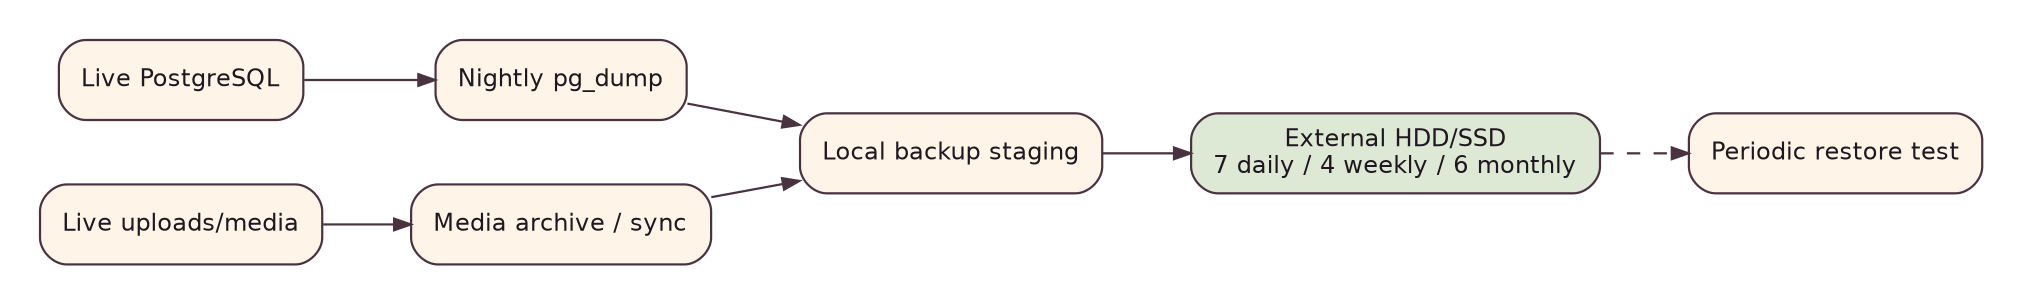 Live PostgreSQL
Nightly pg_dump
Live uploads/media
Media archive / sync
Local backup staging
External HDD/SSD
7 daily / 4 weekly / 6 monthly
Periodic restore test